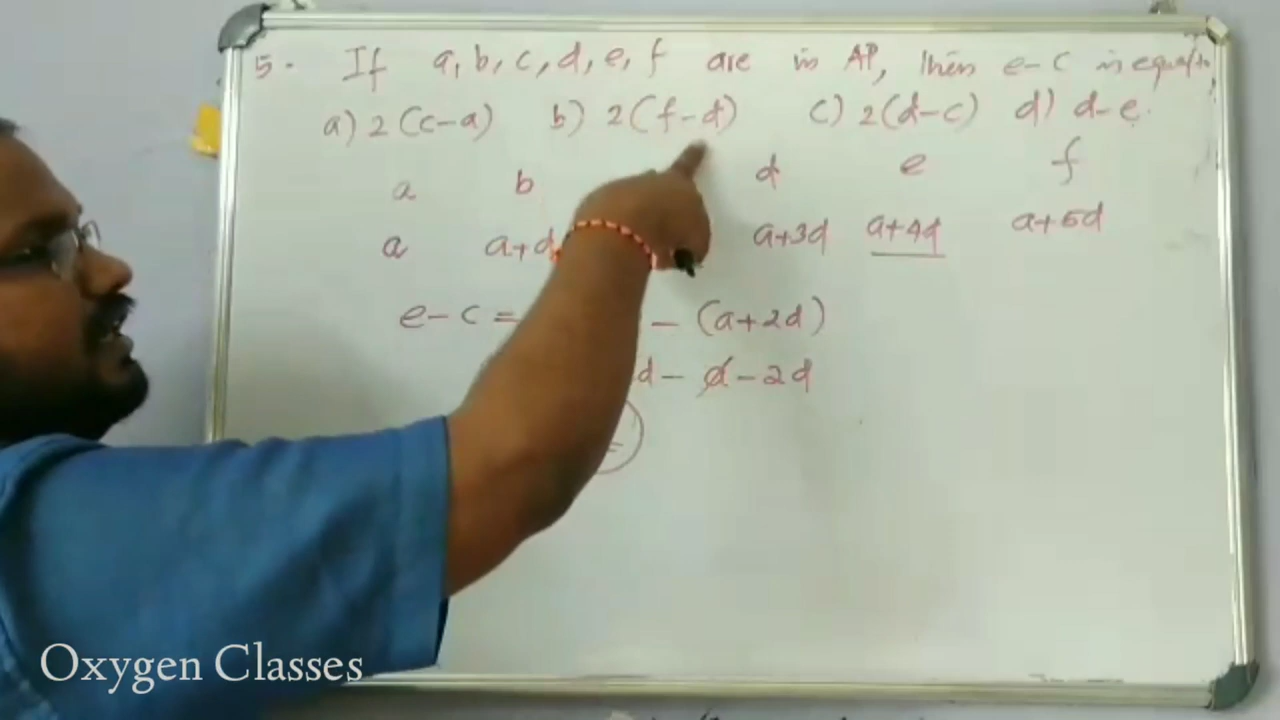 5. If a, b, c, d, e, f are in AP, then e-c is equal to
a) 2(c-a) b) 2(f-d) c) 2(d-c) d) d-e.
a b d e f
a a+d a+3d a+4d a+5d
e-c = - (a+2d)
d - a - 2d
Oxygen Classes